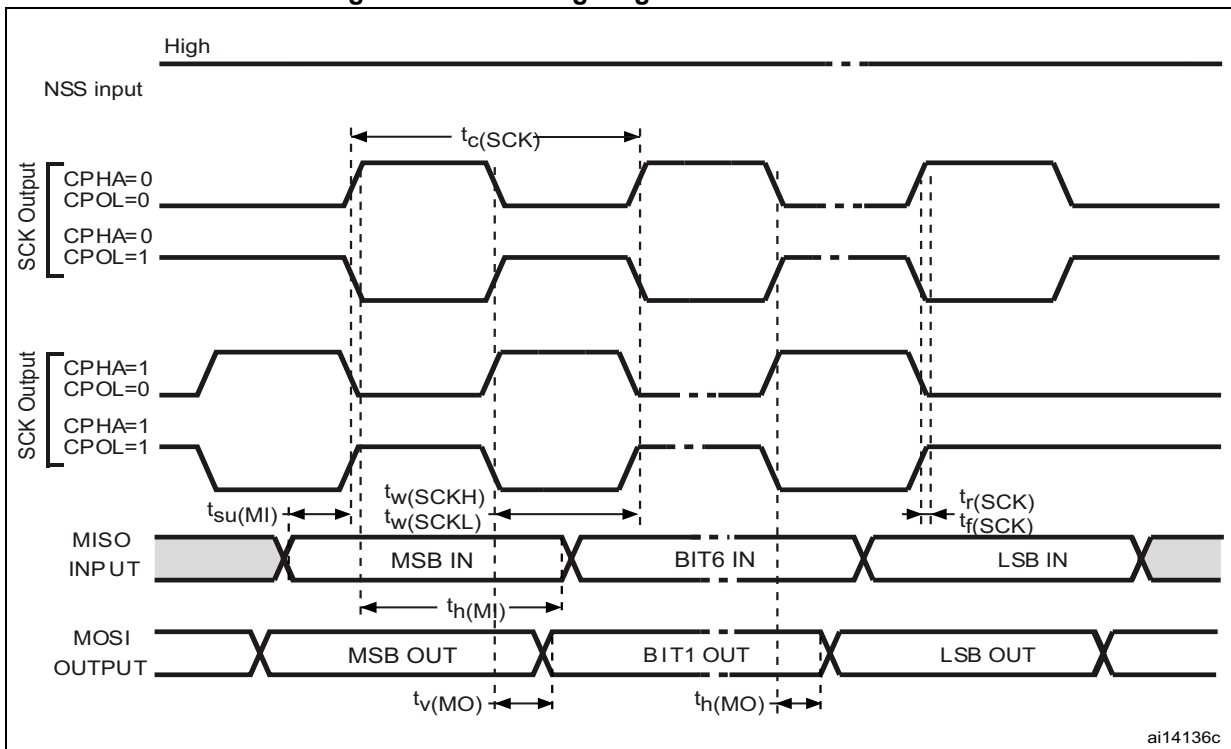 High
NSS input
tc(SCK)
SCK Output
CPHA=0
CPOL=0
CPHA=0
CPOL=1
SCK Output
CPHA=1
CPOL=0
CPHA=1
CPOL=1
tsu(MI)
tw(SCKH)
tw(SCKL)
tr(SCK)
tf(SCK)
MISO
INPUT
MSB IN
BIT6 IN
LSB IN
th(MI)
MOSI
OUTPUT
MSB OUT
BIT1 OUT
LSB OUT
tv(MO)
th(MO)
ai14136c